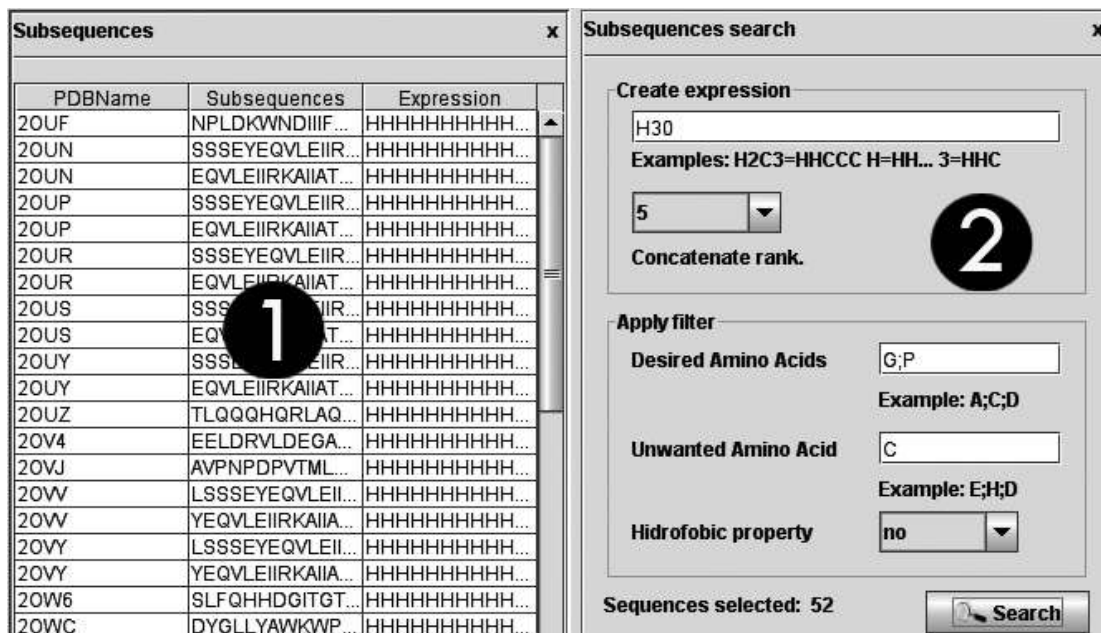 Subsequences x
PDBName Subsequences Expression
2OUF NPLDKWNDIIIF... HHHHHHHHHHH...
2OUN SSSEYEQVLEIIR... HHHHHHHHHHH...
2OUN EQVLEIIRKAIIAT... HHHHHHHHHHH...
2OUP SSSEYEQVLEIIR... HHHHHHHHHHH...
2OUP EQVLEIIRKAIIAT... HHHHHHHHHHH...
2OUR SSSEYEQVLEIIR... HHHHHHHHHHH...
2OUR EQVLEIIRKAIIAT... HHHHHHHHHHH...
2OUS HHHHHHHHHHH...
2OUS HHHHHHHHHHH...
2OUY HHHHHHHHHHH...
2OUY EQVLEIIRKAIIAT... HHHHHHHHHHH...
2OUZ TLQQQHQRLAQ... HHHHHHHHHHH...
2OV4 EELDRVLDEGA... HHHHHHHHHHH...
2OVJ AVPNPDPVTML... HHHHHHHHHHH...
2OVV LSSSEYEQVLEII... HHHHHHHHHHH...
2OVV YEQVLEIIRKAIIA... HHHHHHHHHHH...
2OVY LSSSEYEQVLEII... HHHHHHHHHHH...
2OVY YEQVLEIIRKAIIA... HHHHHHHHHHH...
2OW6 SLFQHHDGITGT... HHHHHHHHHHH...
2OWC DYGLLYAWKWP... HHHHHHHHHHH...
1
Subsequences search x
Create expression
H30
Examples: H2C3=HHCCC H=HH... 3=HHC
5
Concatenate rank.
2
Apply filter
Desired Amino Acids G;P
Example: A;C;D
Unwanted Amino Acid C
Example: E;H;D
Hidrofobic property no
Sequences selected: 52 Search